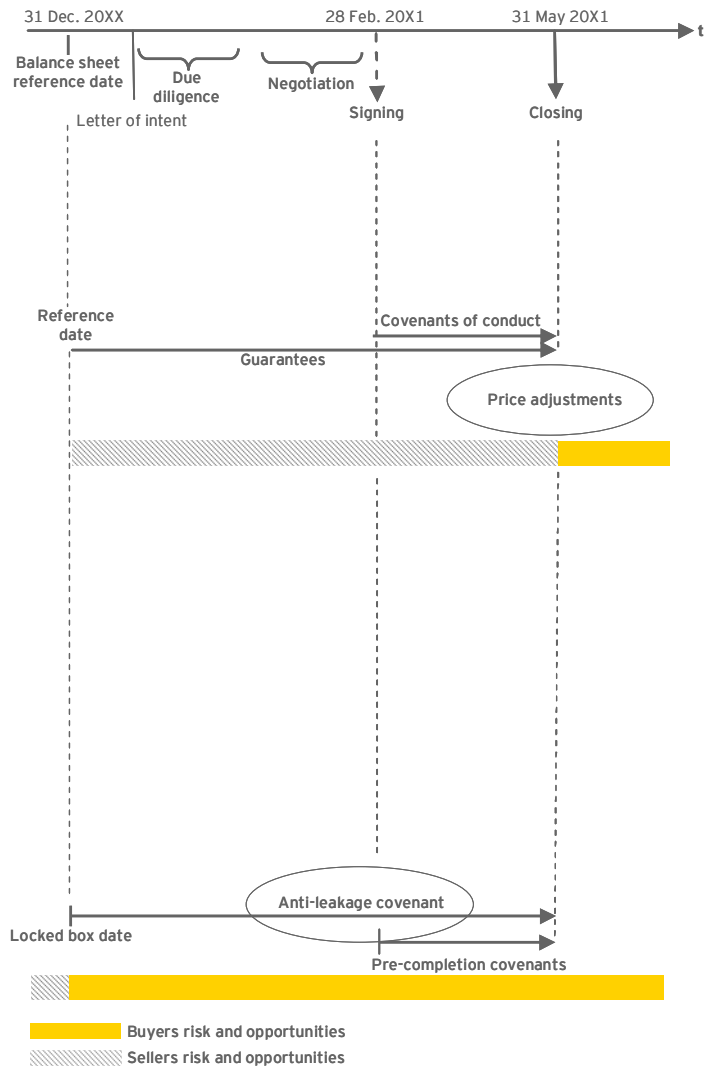 31 Dec. 20XX
28 Feb. 20X1
31 May 20X1
t
Balance sheet
reference date
Due
diligence
Negotiation
Letter of intent
Signing
Closing
Reference
date
Covenants of conduct
Guarantees
Price adjustments
Anti-leakage covenant
Locked box date
Pre-completion covenants
Buyers risk and opportunities
Sellers risk and opportunities